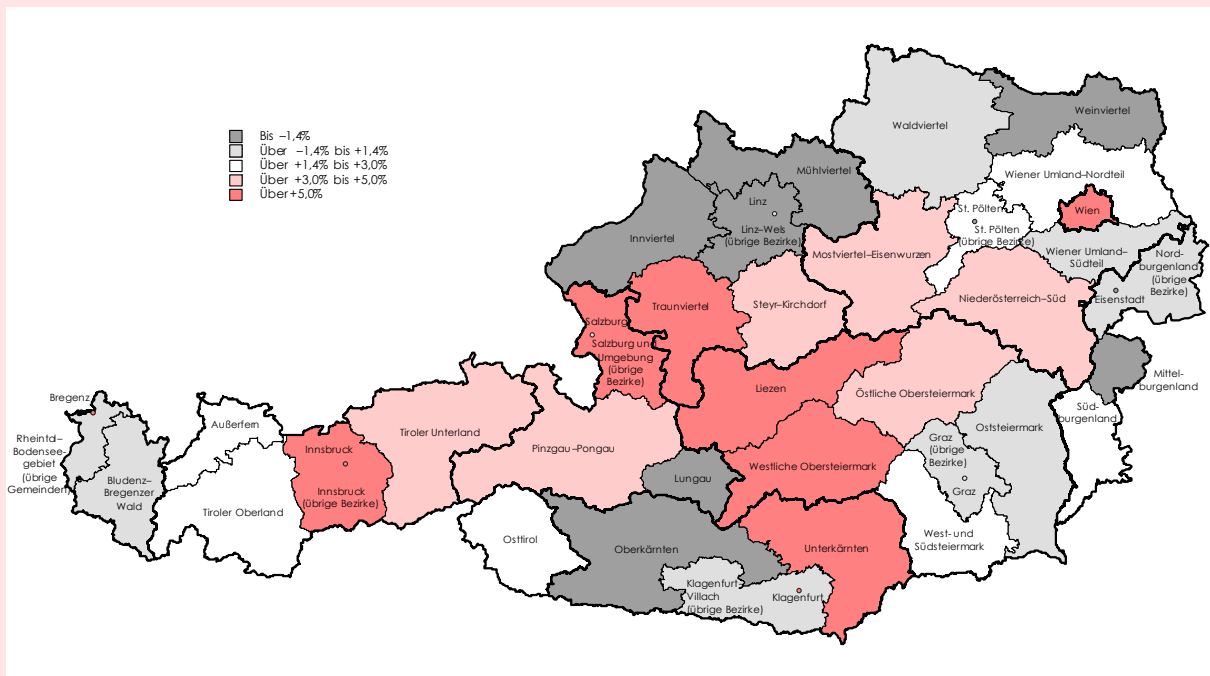 Bis −1,4%
Über −1,4% bis +1,4%
Über +1,4% bis +3,0%
Über +3,0% bis +5,0%
Über +5,0%
Waldviertel
Weinviertel
Mühlviertel
Wiener Umland–Nordteil
Linz
Linz–Wels
(übrige Bezirke)
St. Pölten
St. Pölten
(übrige Bezirke)
Wien
Innviertel
Mostviertel–Eisenwurzen
Wiener Umland–
Südteil
Nord-
burgenland
(übrige
Bezirke)
Eisenstadt
Traunviertel
Steyr–Kirchdorf
Niederösterreich–Süd
Salzburg
Salzburg und
Umgebung
(übrige
Bezirke)
Mittel-
burgenland
Liezen
Östliche Obersteiermark
Süd-
burgenland
Bregenz
Rheintal–
Bodensee-
gebiet
(übrige
Gemeinden)
Außerfern
Tiroler Unterland
Pinzgau–Pongau
Oststeiermark
Graz
(übrige
Bezirke)
Graz
Innsbruck
Innsbruck
(übrige Bezirke)
Bludenz–
Bregenzer
Wald
Westliche Obersteiermark
Lungau
Tiroler Oberland
Osttirol
Oberkärnten
Unterkärnten
West- und
Südsteiermark
Klagenfurt–
Villach
(übrige Bezirke)
Klagenfurt